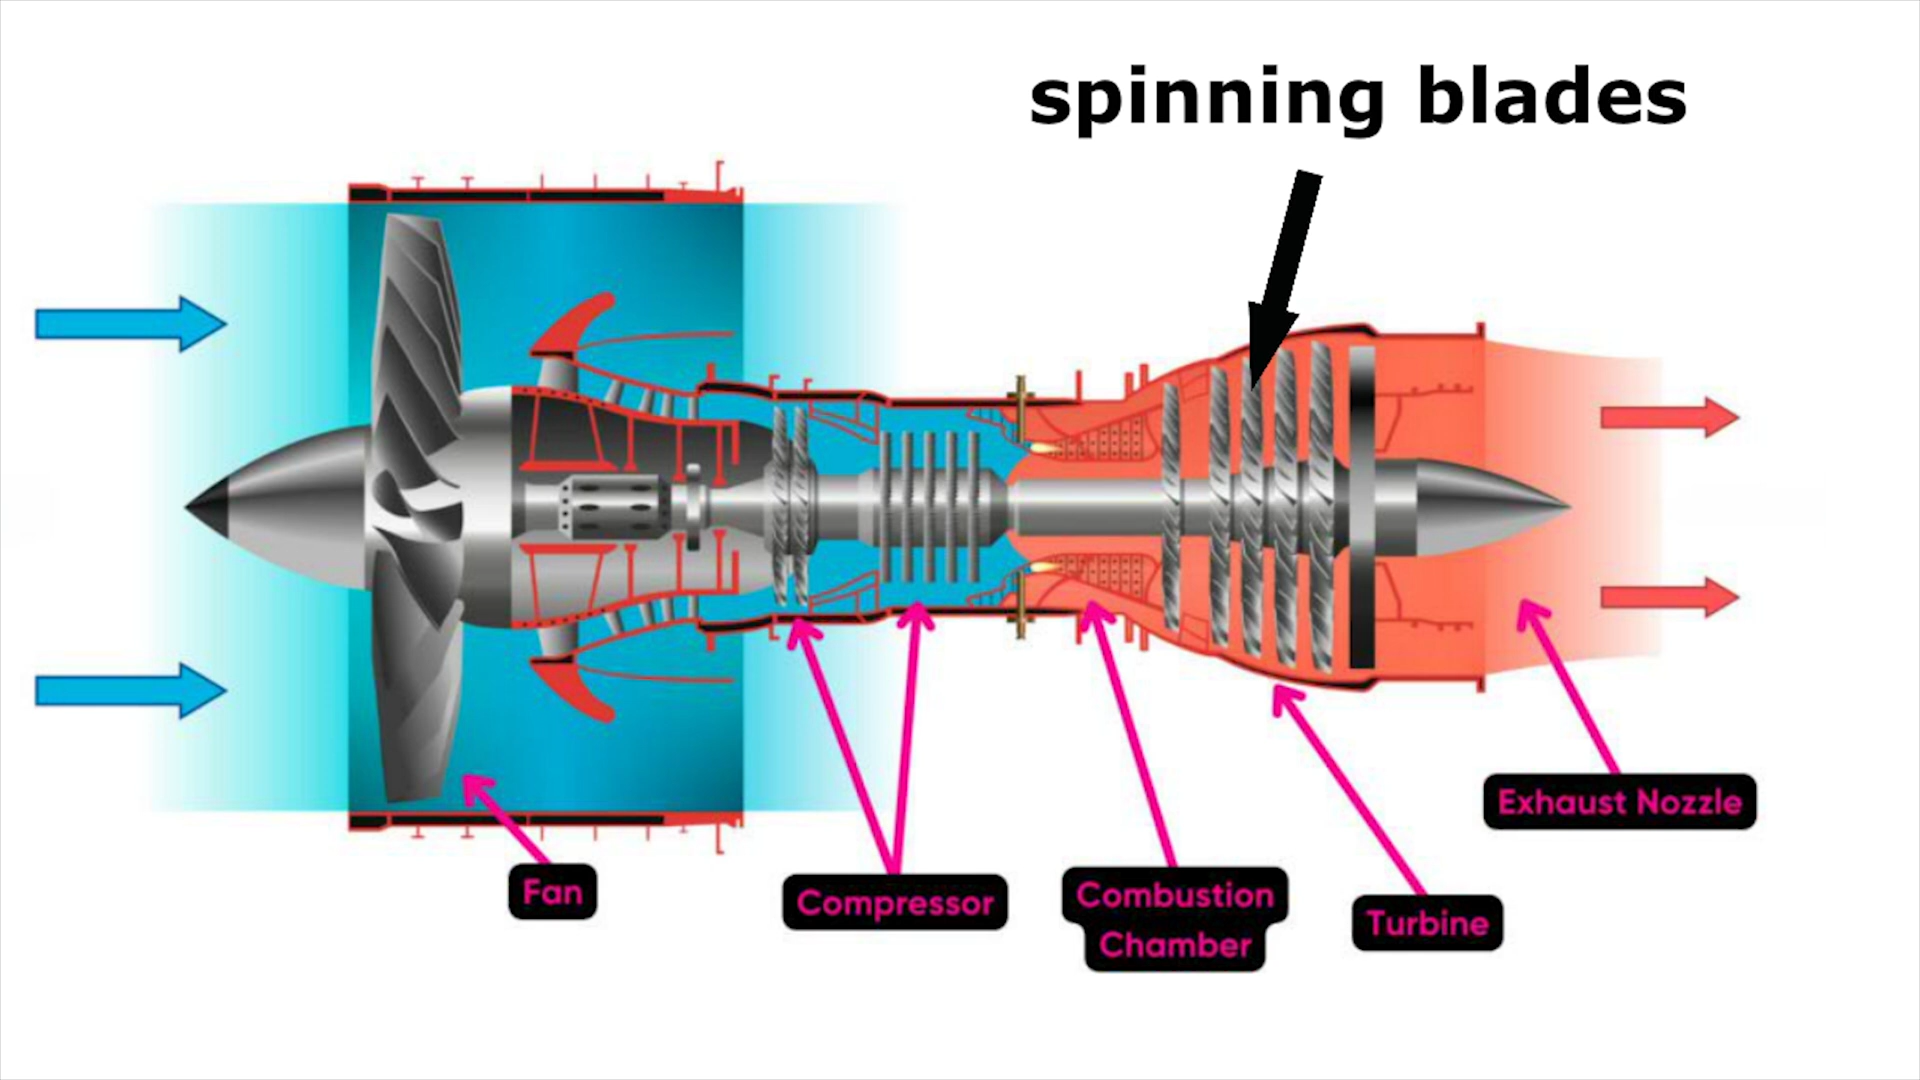 spinning blades
Exhaust Nozzle
Fan
Compressor
Combustion
Chamber
Turbine